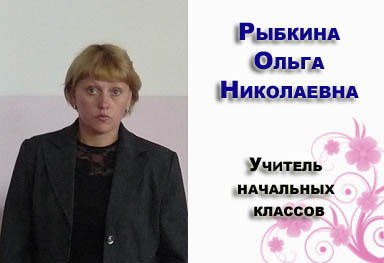 Рыбкина
Ольга
Николаевна
Учитель
начальных
классов